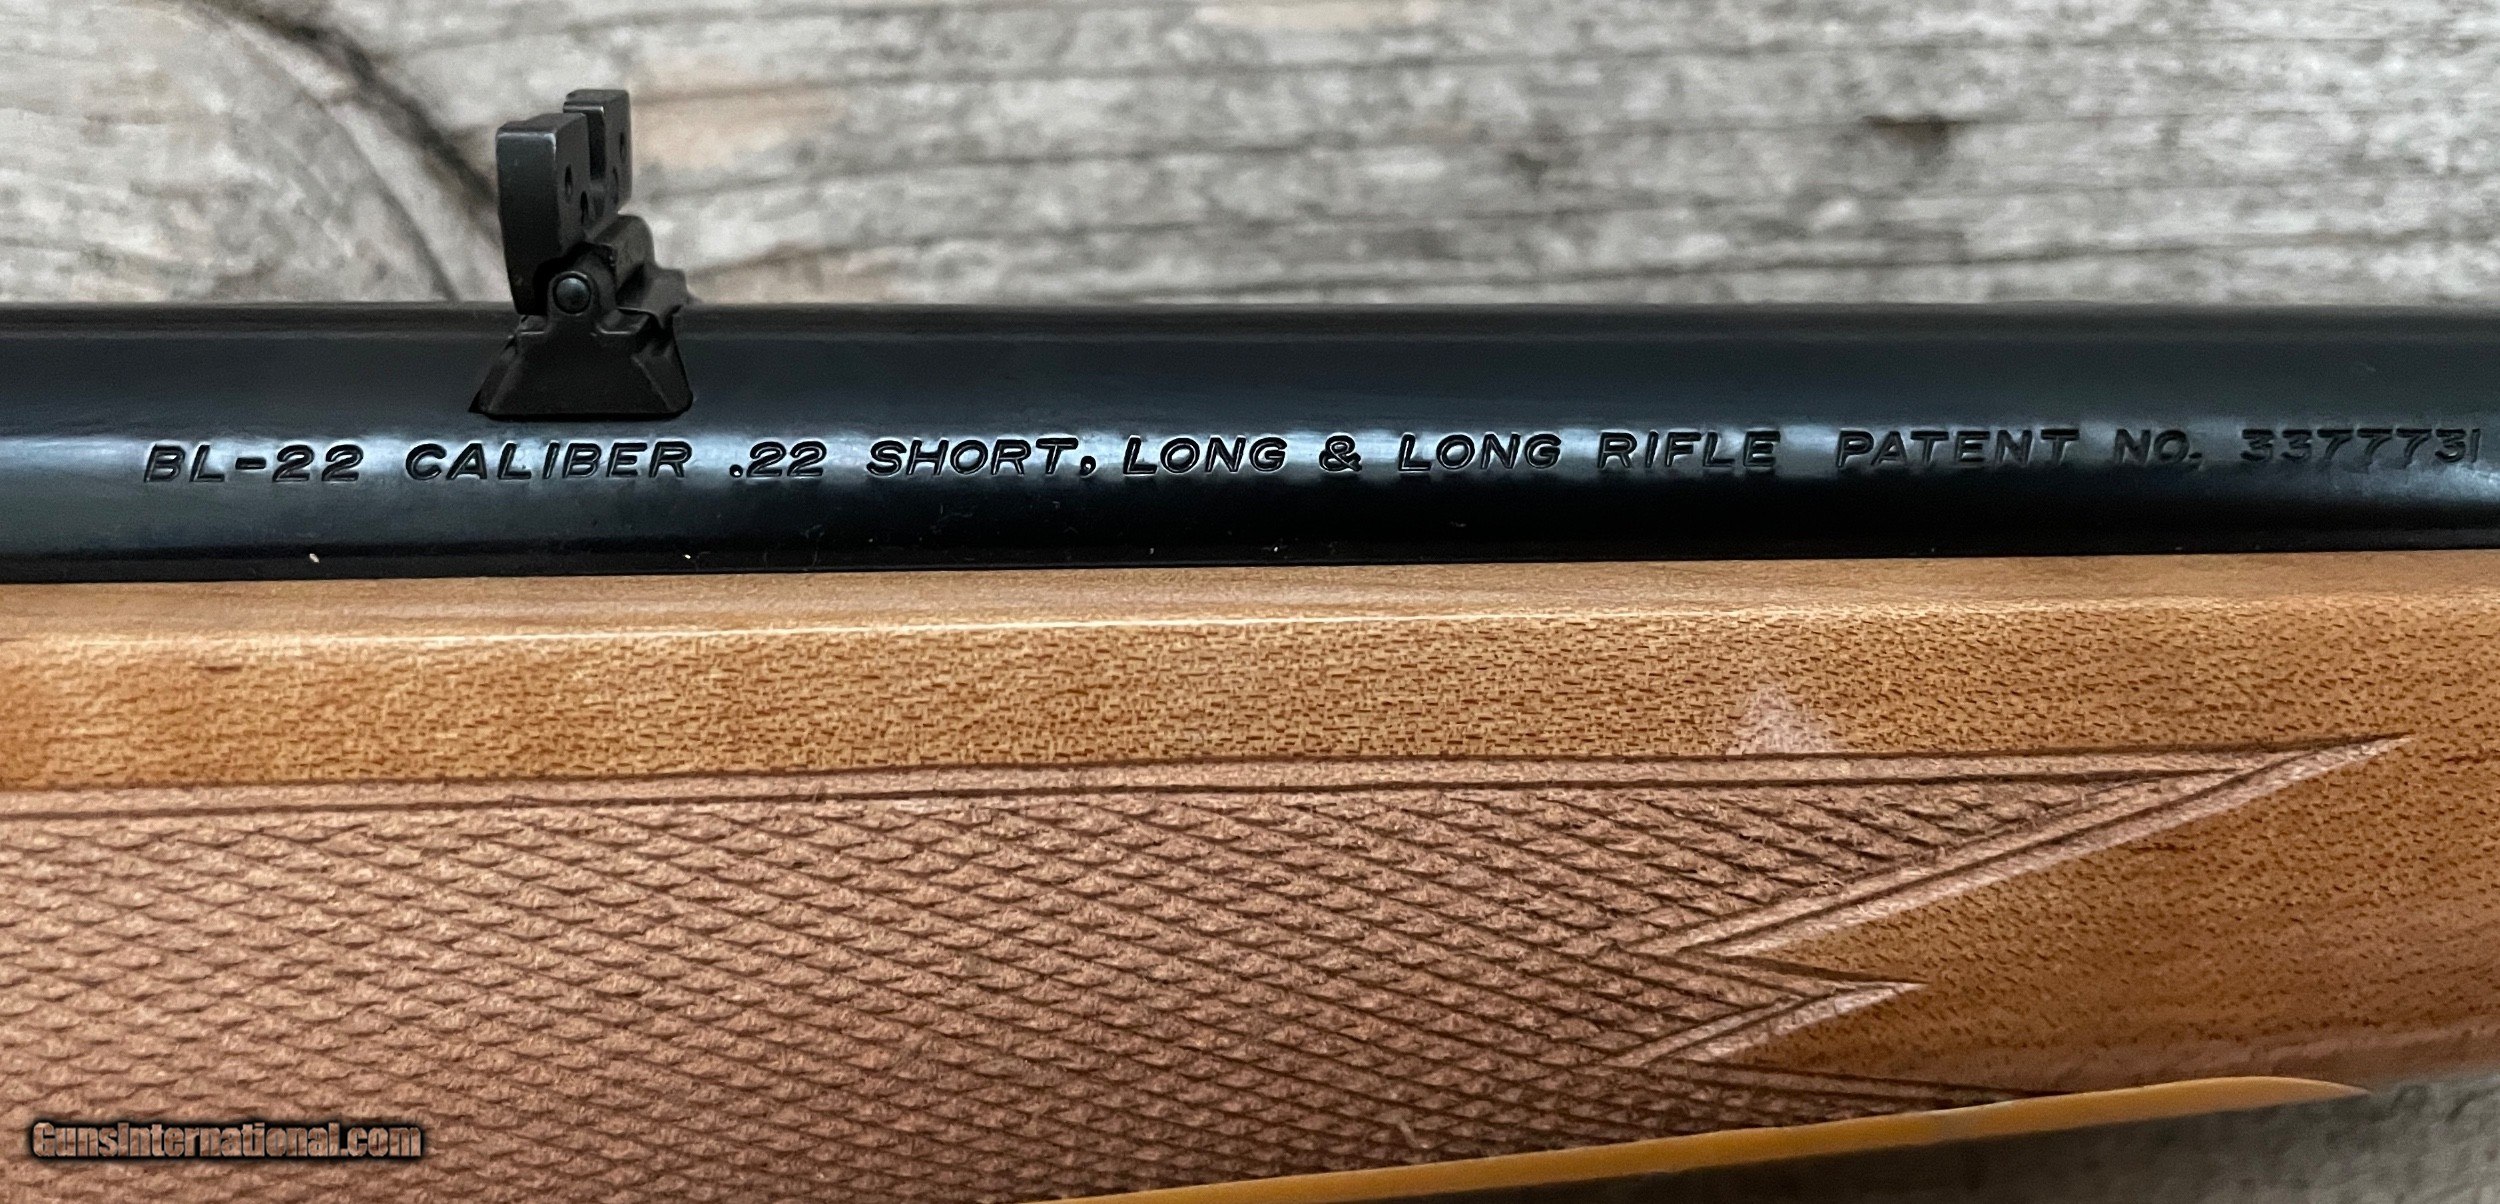 BL-22 CALIBER .22 SHORT, LONG & LONG RIFLE PATENT NO. 3377731
GunsInternational.com